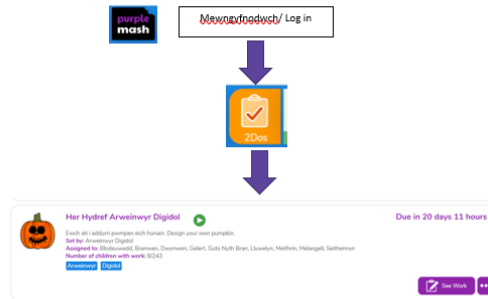 purple
mash
Mewngyfnodwch/ Log in
2Dos
Her Hydref Arweinwyr Digidol
Due in 20 days 11 hours
Ewch ati i addurn pwmpen eich hunain. Design your own pumpkin.
Set by: Arweinwyr Digidol
Assigned to: Blodeuwedd, Branwen, Dwynwen, Gelert, Guto Nyth Bran, Llywelyn, Meithrin, Melangell, Seithennyn
Number of children with work: 8/243
Arweinwyr Digidol
See Work